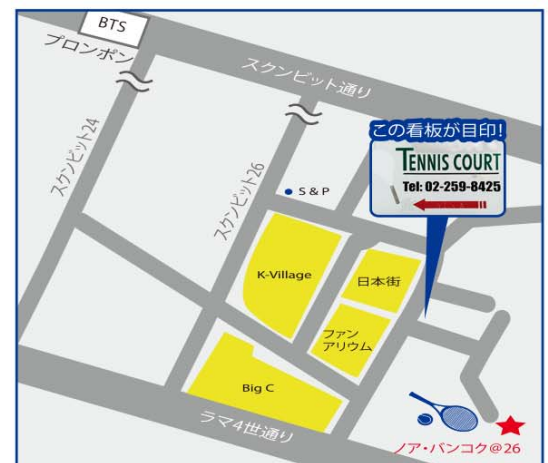 BTS
プロンポン
スクンビット通り
スクンビット24
スクンビット26
この看板が目印!
TENNIS COURT
Tel: 02-259-8425
S & P
K-Village
日本街
ファン
アリウム
Big C
ラマ4世通り
ノア・バンコク@26